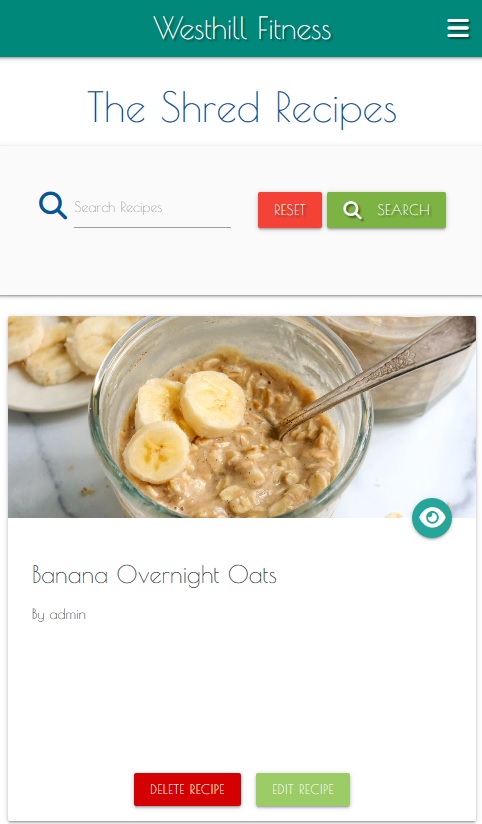 Westhill Fitness
The Shred Recipes
Search Recipes
RESET
SEARCH
Banana Overnight Oats
By admin
DELETE RECIPE
EDIT RECIPE